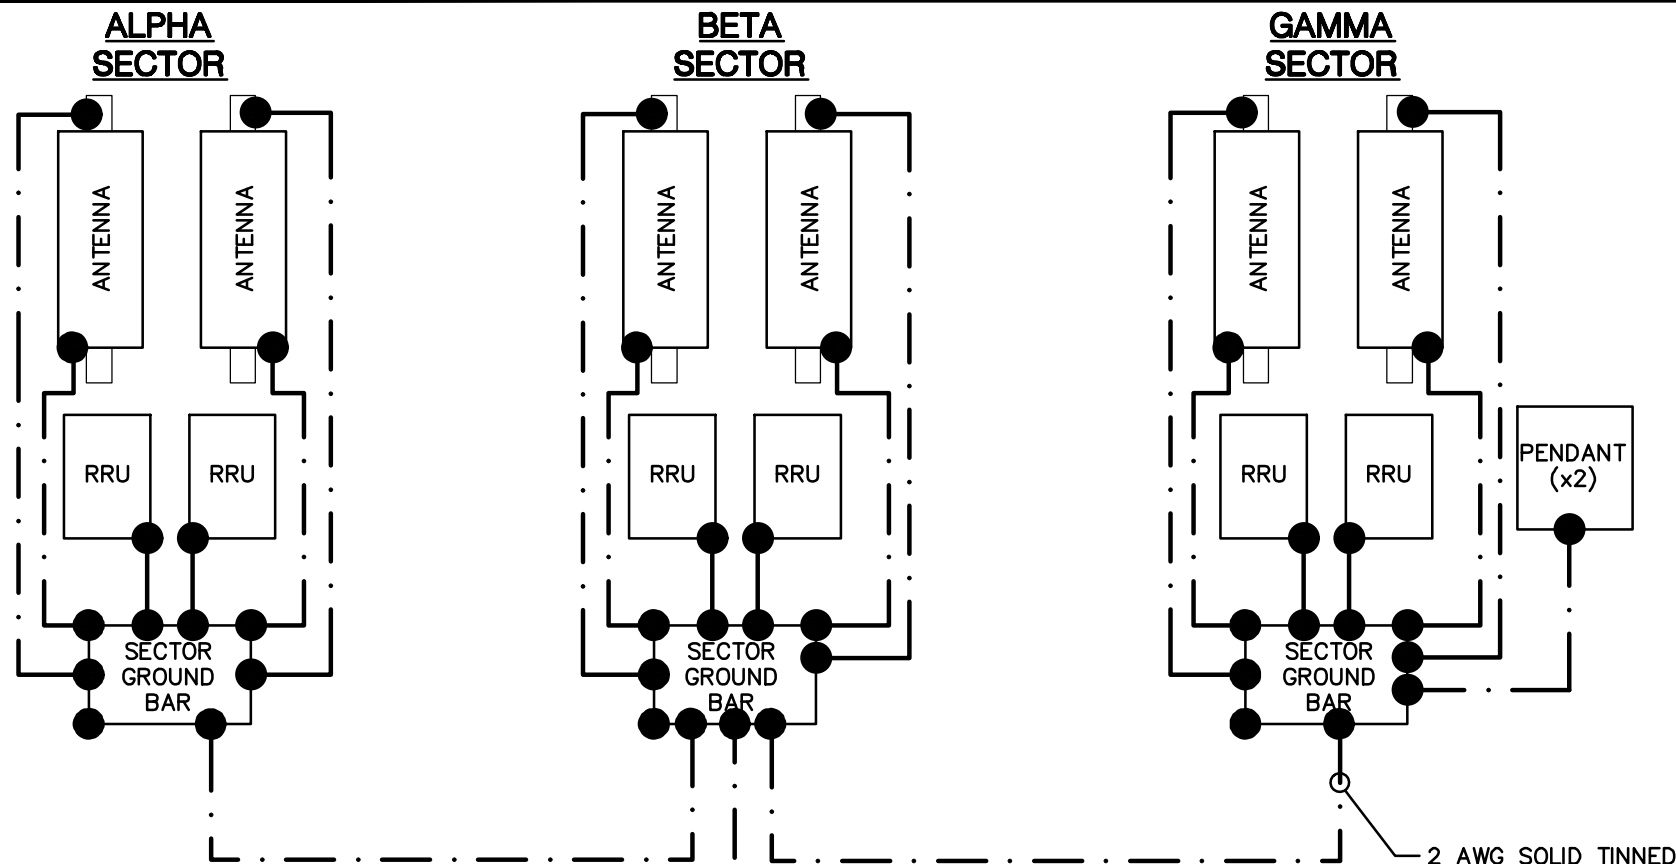 ALPHA
SECTOR
BETA
SECTOR
GAMMA
SECTOR
ANTENNA
ANTENNA
ANTENNA
ANTENNA
ANTENNA
ANTENNA
RRU
RRU
RRU
RRU
RRU
RRU
PENDANT
(x2)
SECTOR
GROUND
BAR
SECTOR
GROUND
BAR
SECTOR
GROUND
BAR
2 AWG SOLID TINNED